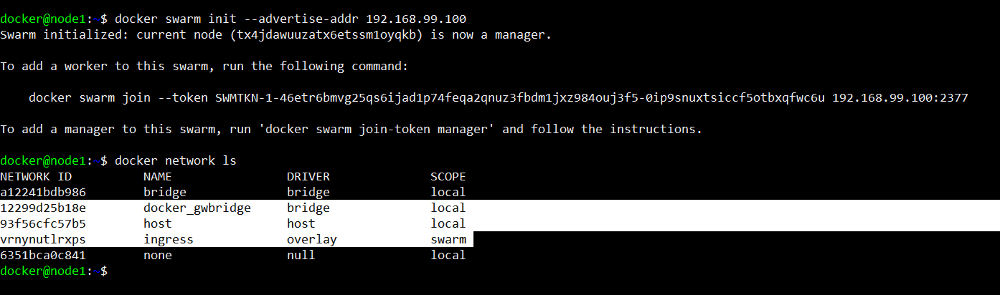 docker@node1:~$ docker swarm init --advertise-addr 192.168.99.100
Swarm initialized: current node (tx4jdawuuzatx6etssm1oyqkb) is now a manager.
To add a worker to this swarm, run the following command:
docker swarm join --token SWMTKN-1-46etr6bmvg25qs6ijad1p74feqa2qnuz3fbdm1jxz984ouj3f5-0ip9snuxtsiccf5otbxqfwc6u 192.168.99.100:2377
To add a manager to this swarm, run 'docker swarm join-token manager' and follow the instructions.
docker@node1:~$ docker network ls
NETWORK ID NAME DRIVER SCOPE
a12241bdb986 bridge bridge local
12299d25b18e docker_gwbridge bridge local
93f56cfc57b5 host host local
vrnynutlrxps ingress overlay swarm
6351bca0c841 none null local
docker@node1:~$